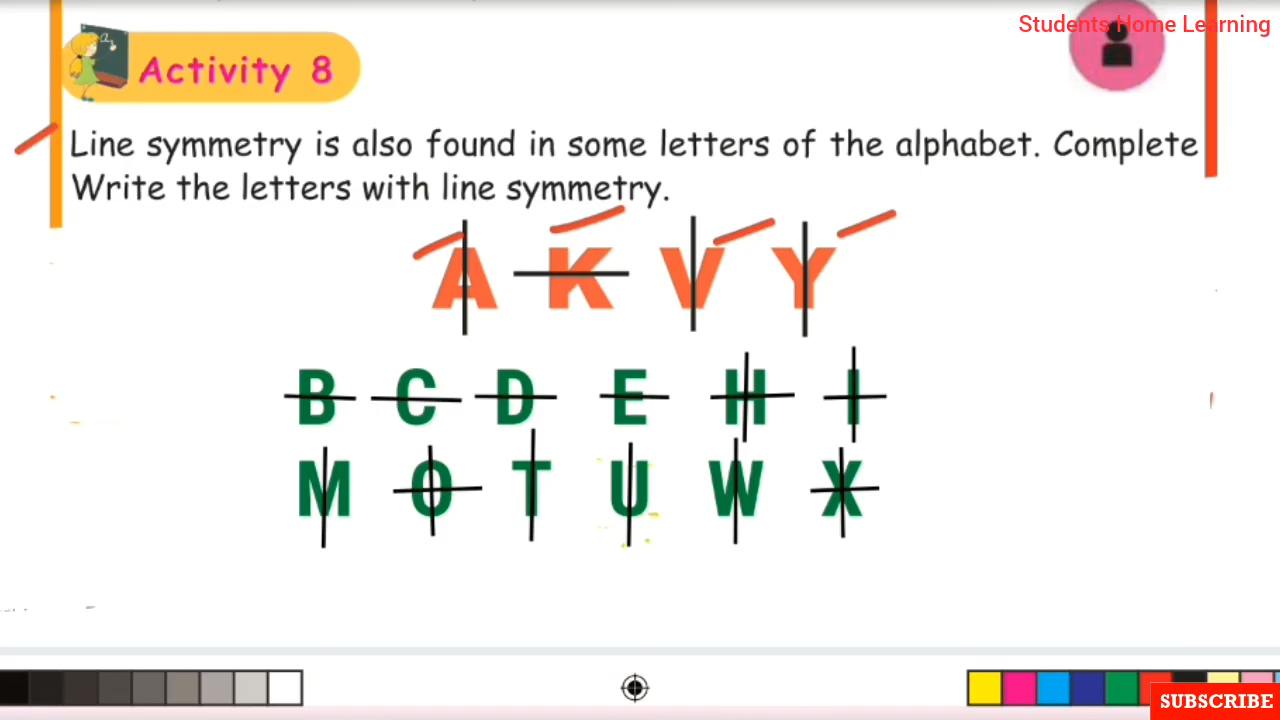 Students Home Learning
Activity 8
Line symmetry is also found in some letters of the alphabet. Complete
Write the letters with line symmetry.
A K V Y
B C D E H I
M O T U W X
SUBSCRIBE